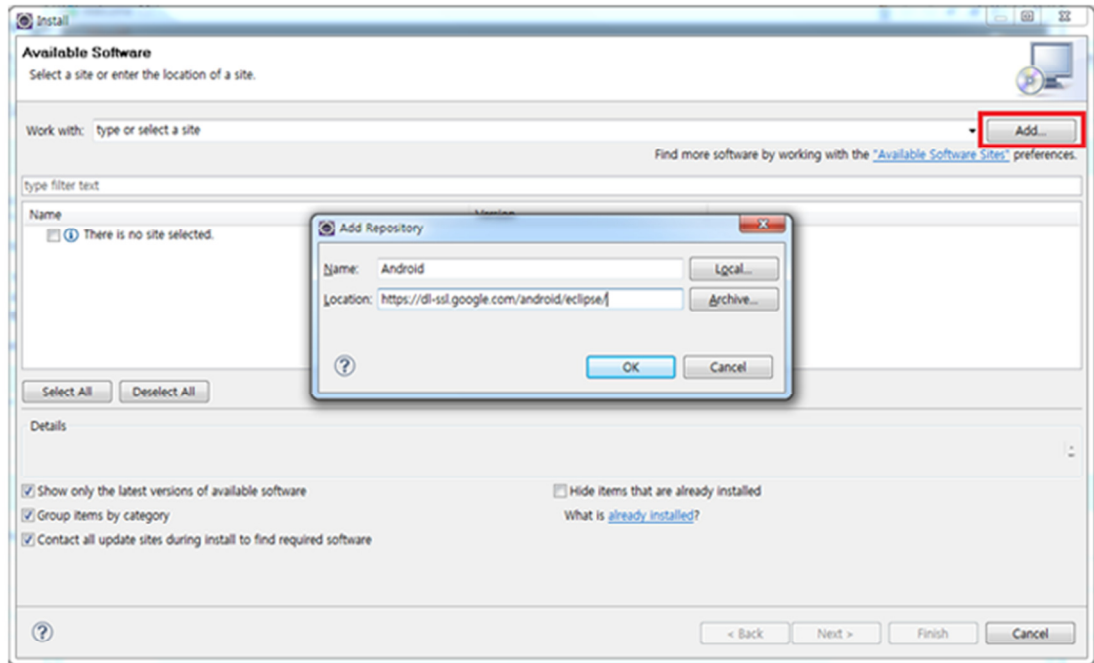 Install
Available Software
Select a site or enter the location of a site.
Work with: type or select a site Add...
Find more software by working with the "Available Software Sites" preferences.
type filter text
Name Version
There is no site selected.
Add Repository
Name: Android Local...
Location: https://dl-ssl.google.com/android/eclipse/ Archive...
OK Cancel
Select All Deselect All
Details
Show only the latest versions of available software Hide items that are already installed
Group items by category What is already installed?
Contact all update sites during install to find required software
< Back Next > Finish Cancel